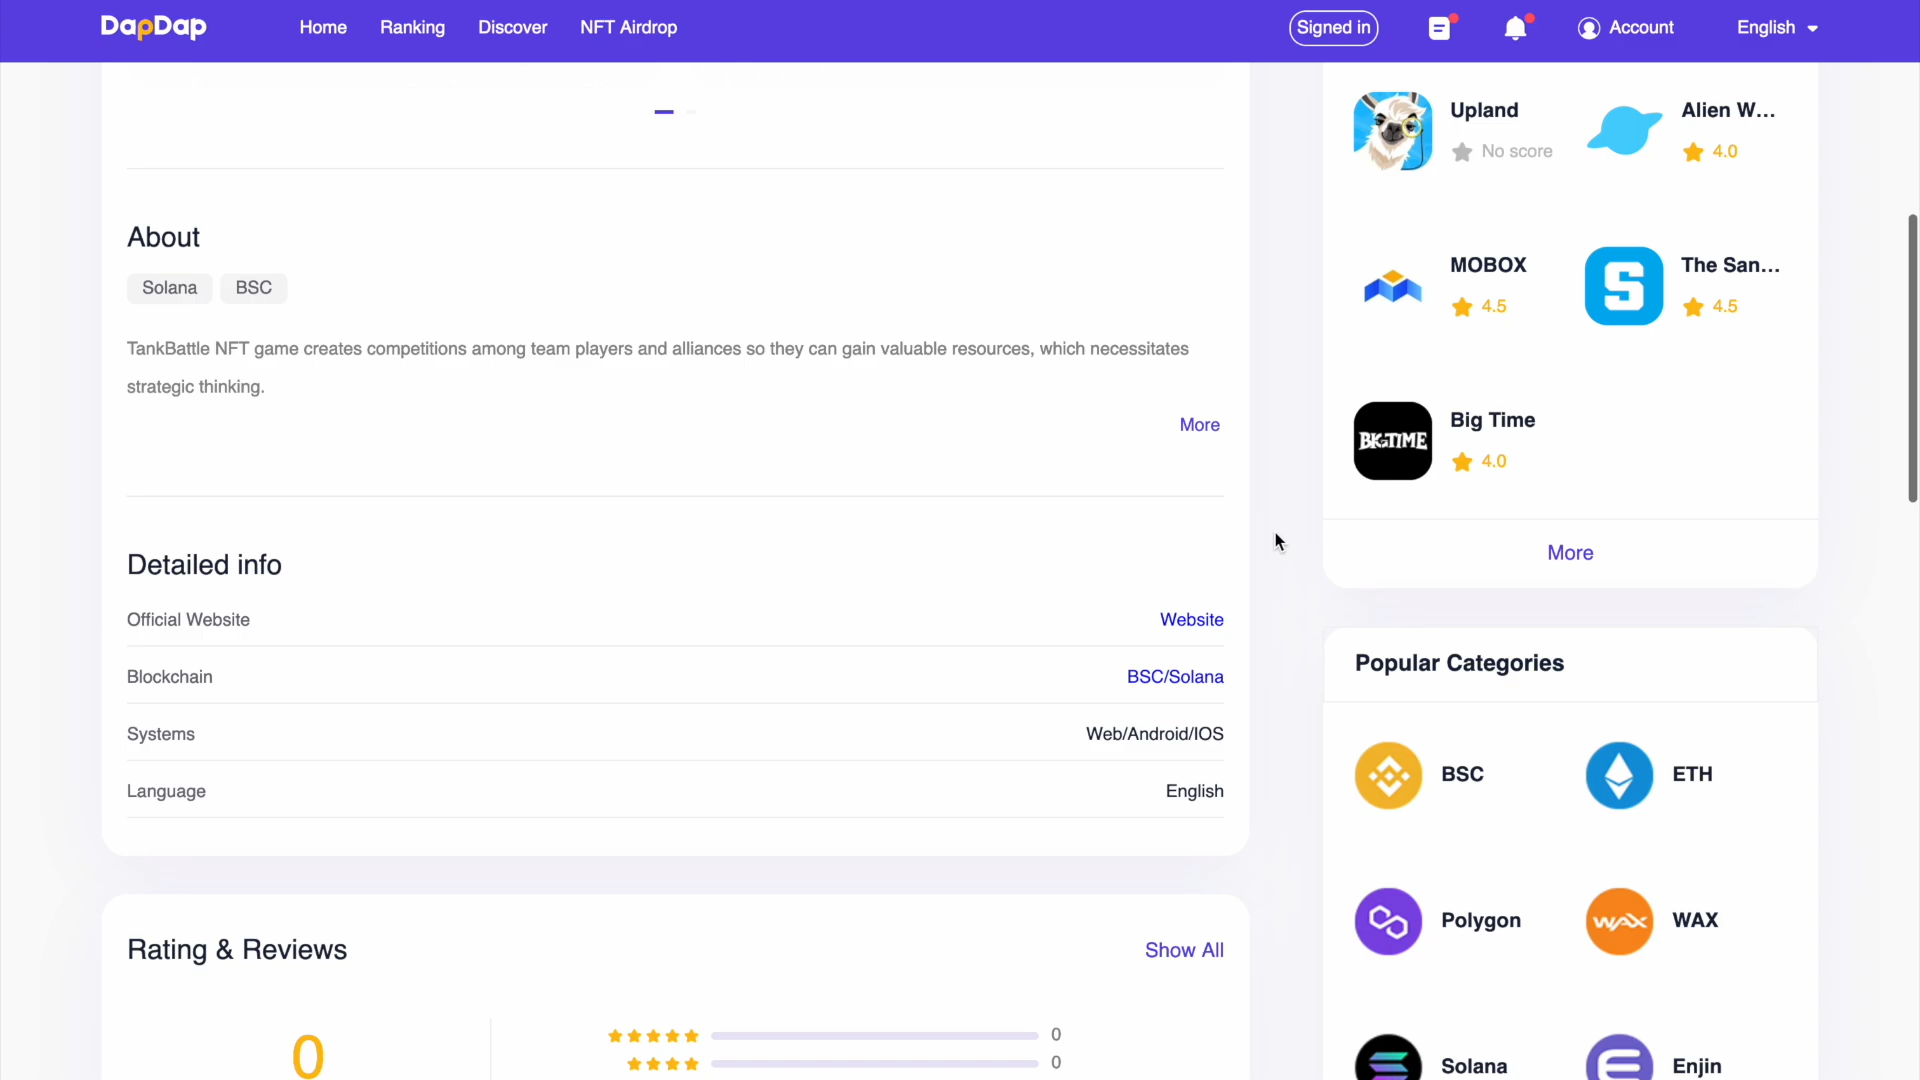 DapDap
Home
Ranking
Discover
NFT Airdrop
Signed in
Account
English
About
Solana
BSC
TankBattle NFT game creates competitions among team players and alliances so they can gain valuable resources, which necessitates
strategic thinking.
More
Detailed info
Official Website
Website
Blockchain
BSC/Solana
Systems
Web/Android/IOS
Language
English
Rating & Reviews
Show All
0
0
0
Upland
No score
Alien W...
4.0
MOBOX
4.5
S
The San...
4.5
BIGTIME
Big Time
4.0
More
Popular Categories
BSC
ETH
Polygon
WAX
WAX
Solana
Enjin